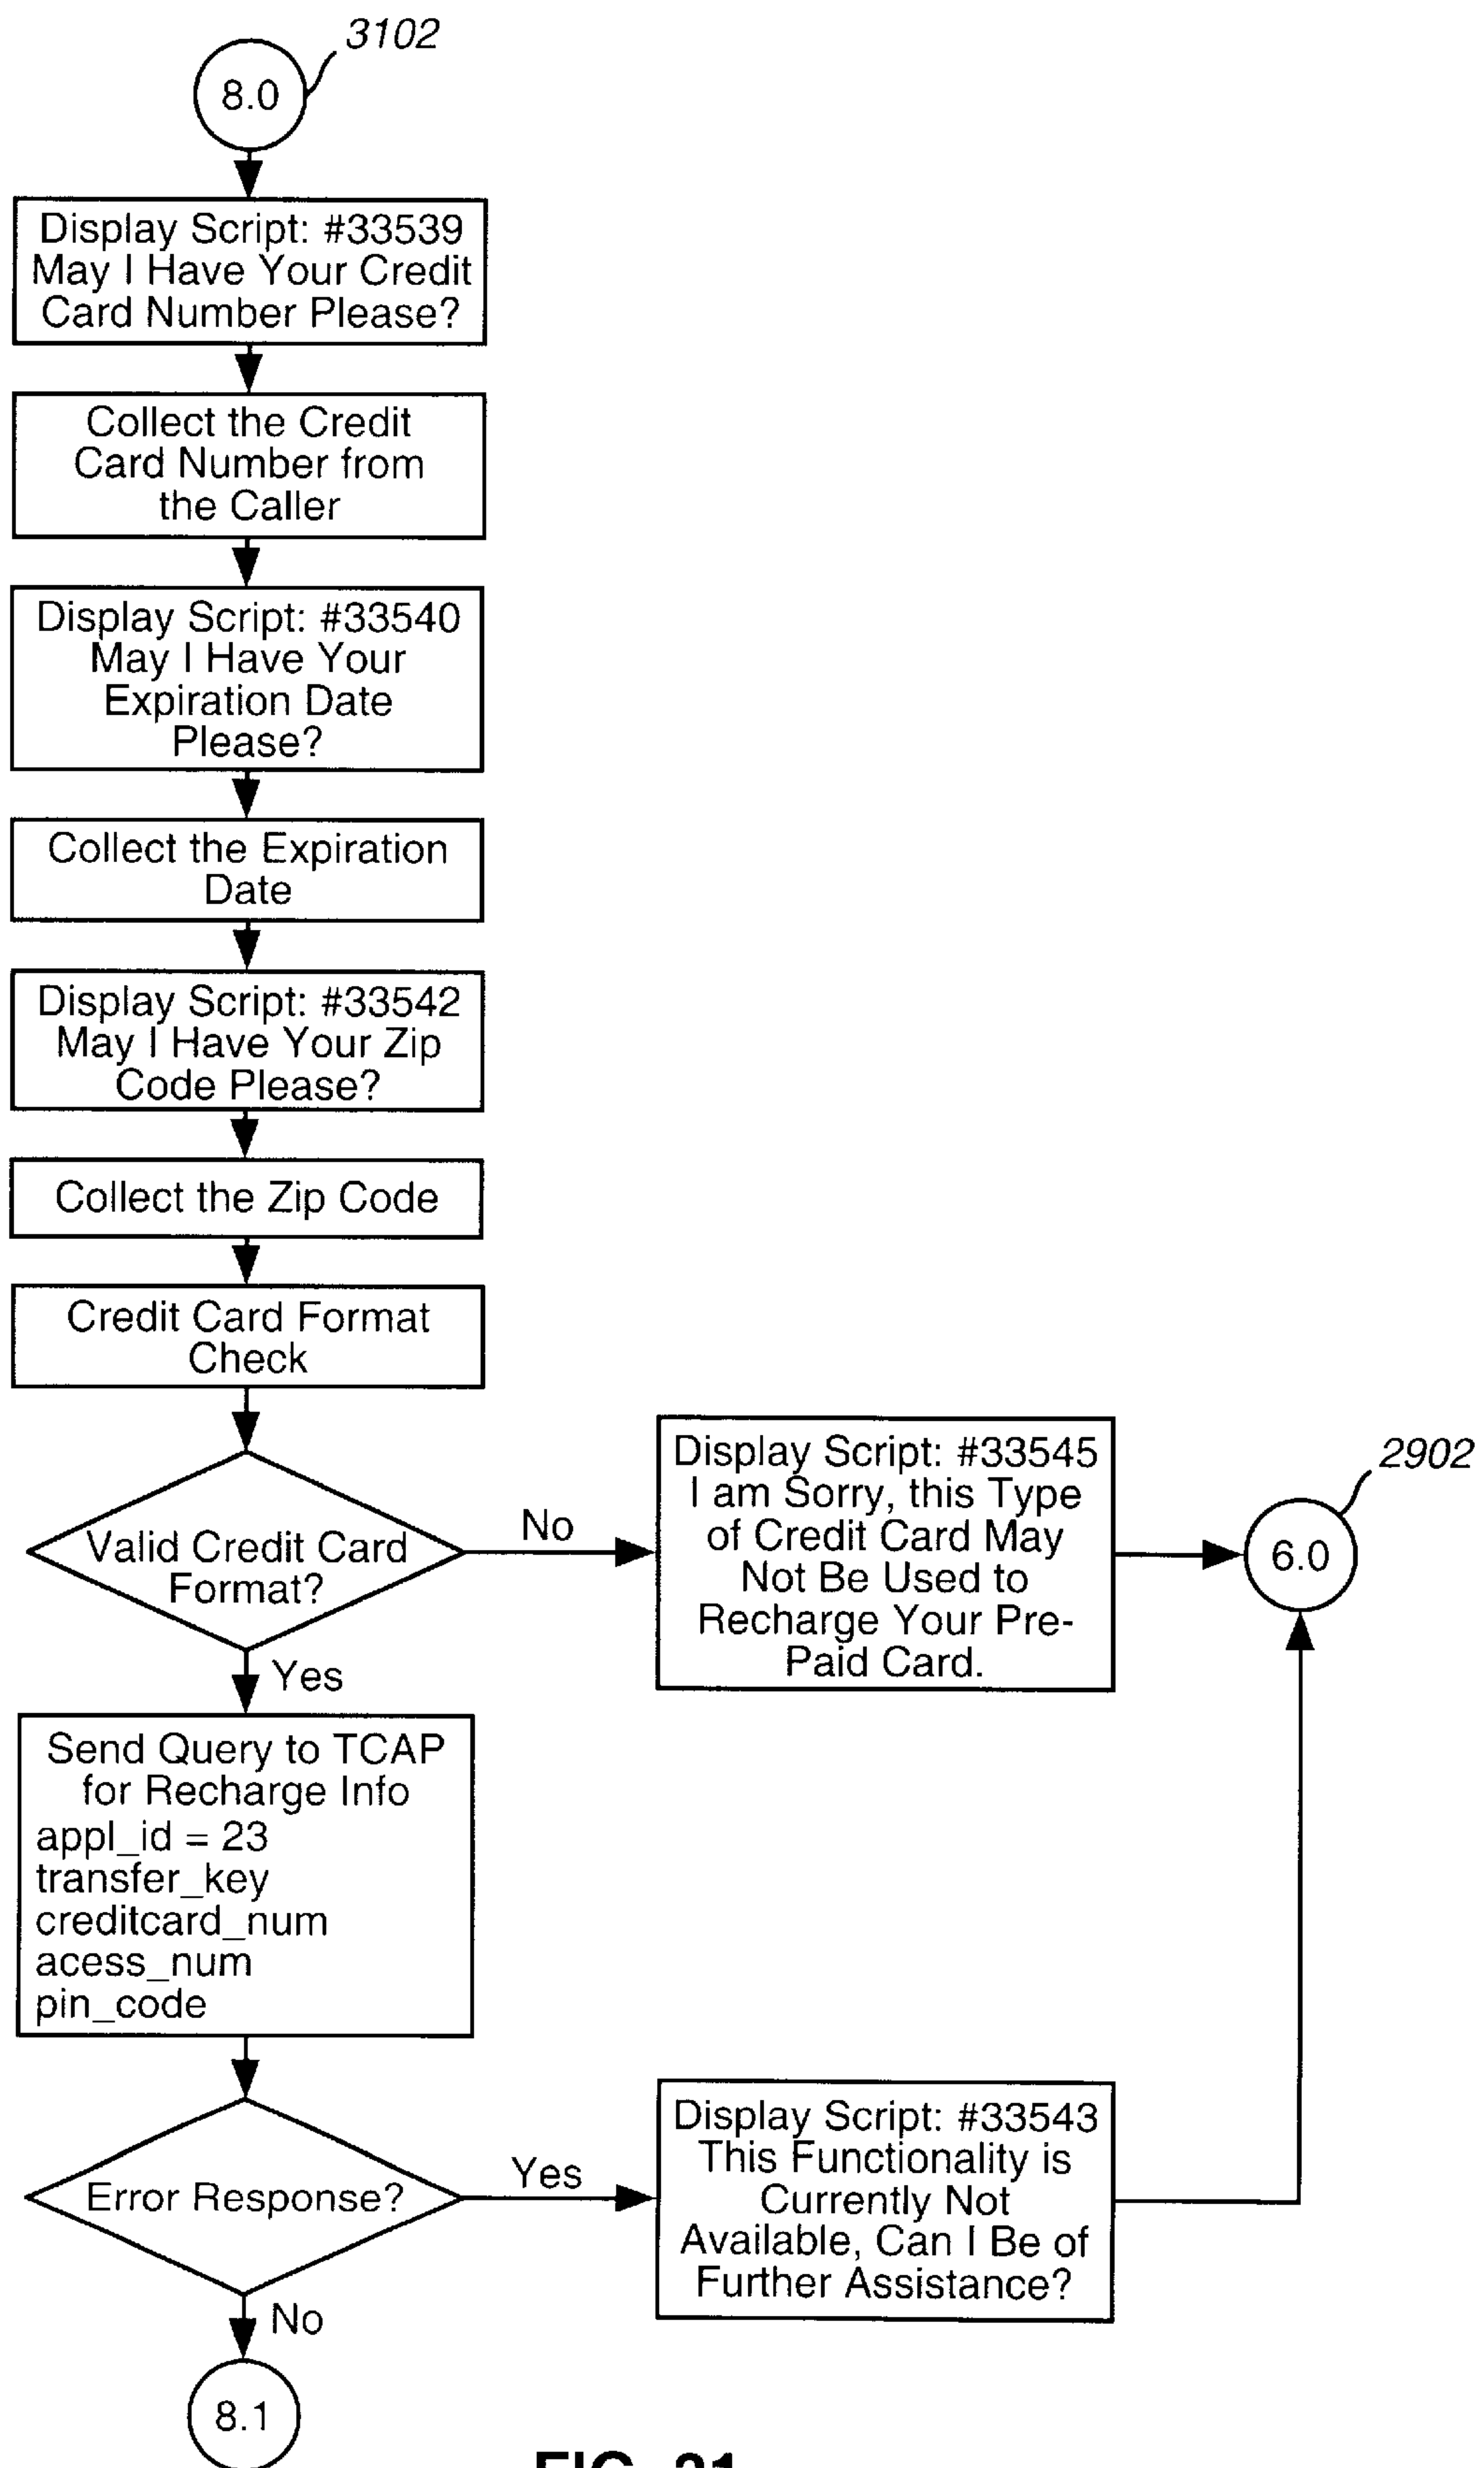 3102
8.0
Display Script: #33539
May I Have Your Credit
Card Number Please?
Collect the Credit
Card Number from
the Caller
Display Script: #33540
May I Have Your
Expiration Date
Please?
Collect the Expiration
Date
Display Script: #33542
May I Have Your Zip
Code Please?
Collect the Zip Code
Credit Card Format
Check
Valid Credit Card
Format?
No
Display Script: #33545
I am Sorry, this Type
of Credit Card May
Not Be Used to
Recharge Your Pre-
Paid Card.
2902
6.0
Yes
Send Query to TCAP
for Recharge Info
appl_id = 23
transfer_key
creditcard_num
acess_num
pin_code
Error Response?
Yes
Display Script: #33543
This Functionality is
Currently Not
Available, Can I Be of
Further Assistance?
No
8.1
FIG. 31